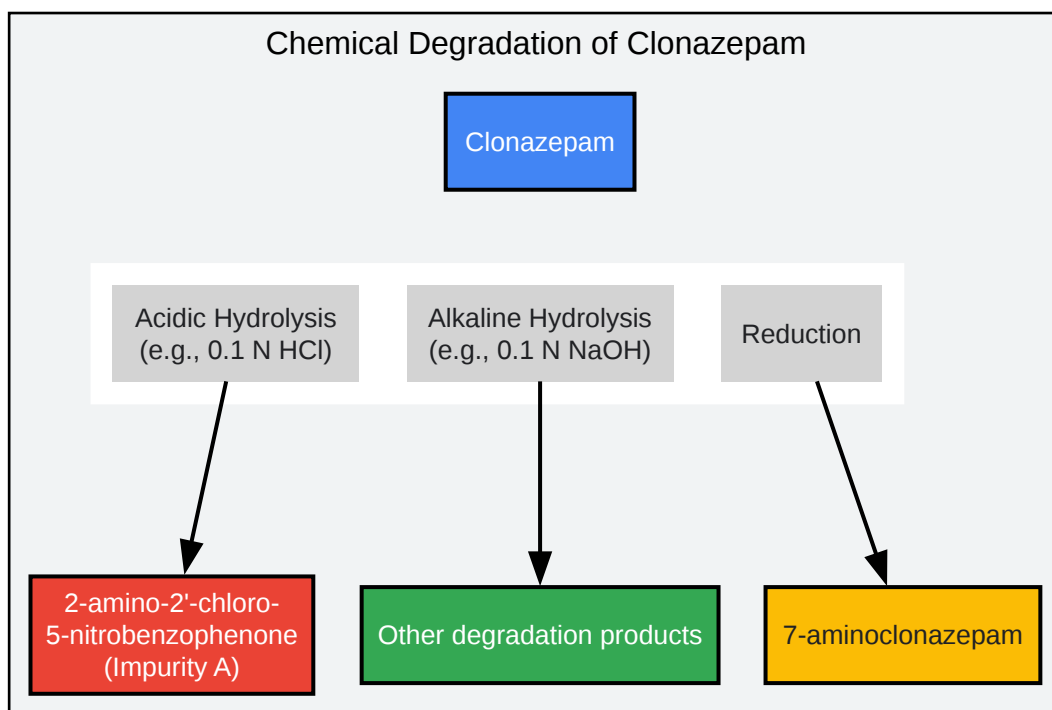 Chemical Degradation of Clonazepam
Clonazepam
Acidic Hydrolysis
(e.g., 0.1 N HCl)
Alkaline Hydrolysis
(e.g., 0.1 N NaOH)
Reduction
2-amino-2'-chloro-
5-nitrobenzophenone
(Impurity A)
Other degradation products
7-aminoclonazepam